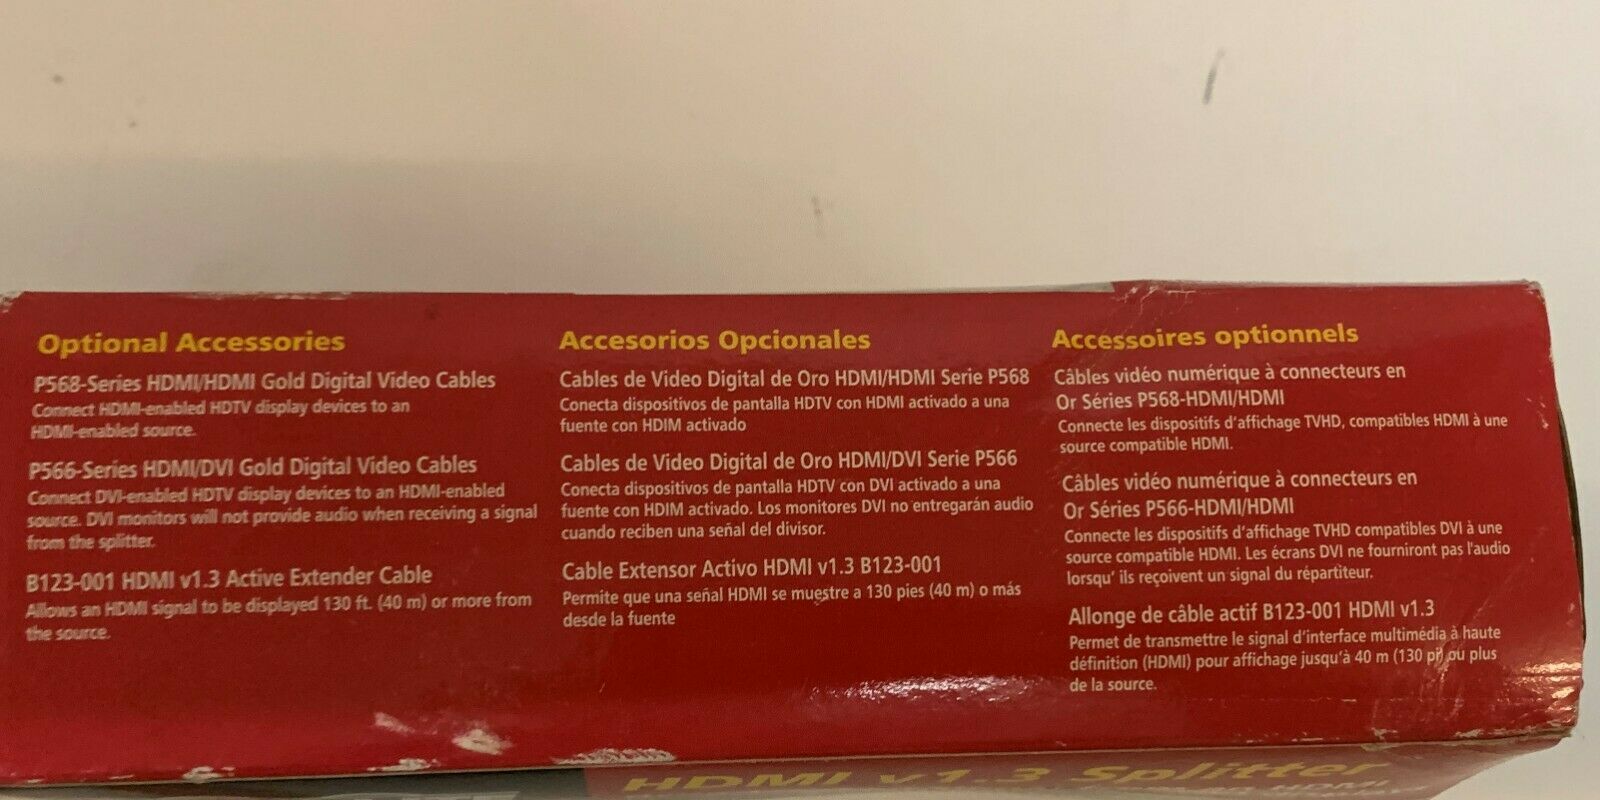 Optional Accessories
P568-Series HDMI/HDMI Gold Digital Video Cables
Connect HDMI-enabled HDTV display devices to an
HDMI-enabled source.
P566-Series HDMI/DVI Gold Digital Video Cables
Connect DVI-enabled HDTV display devices to an HDMI-enabled
source. DVI monitors will not provide audio when receiving a signal
from the splitter.
B123-001 HDMI v1.3 Active Extender Cable
Allows an HDMI signal to be displayed 130 ft. (40 m) or more from
the source.
Accesorios Opcionales
Cables de Video Digital de Oro HDMI/HDMI Serie P568
Conecta dispositivos de pantalla HDTV con HDMI activado a una
fuente con HDIM activado
Cables de Video Digital de Oro HDMI/DVI Serie P566
Conecta dispositivos de pantalla HDTV con DVI activado a una
fuente con HDIM activado. Los monitores DVI no entregarán audio
cuando reciben una señal del divisor.
Cable Extensor Activo HDMI v1.3 B123-001
Permite que una señal HDMI se muestre a 130 pies (40 m) o más
desde la fuente
Accessoires optionnels
Câbles vidéo numérique à connecteurs en
Or Séries P568-HDMI/HDMI
Connecte les dispositifs d'affichage TVHD, compatibles HDMI à une
source compatible HDMI.
Câbles vidéo numérique à connecteurs en
Or Séries P566-HDMI/HDMI
Connecte les dispositifs d'affichage TVHD compatibles DVI à une
source compatible HDMI. Les écrans DVI ne fourniront pas l'audio
lorsqu' ils reçoivent un signal du répartiteur.
Allonge de câble actif B123-001 HDMI v1.3
Permet de transmettre le signal d'interface multimédia à haute
définition (HDMI) pour affichage jusqu'à 40 m (130 pi) ou plus
de la source.
HDMI v1.3 Splitter